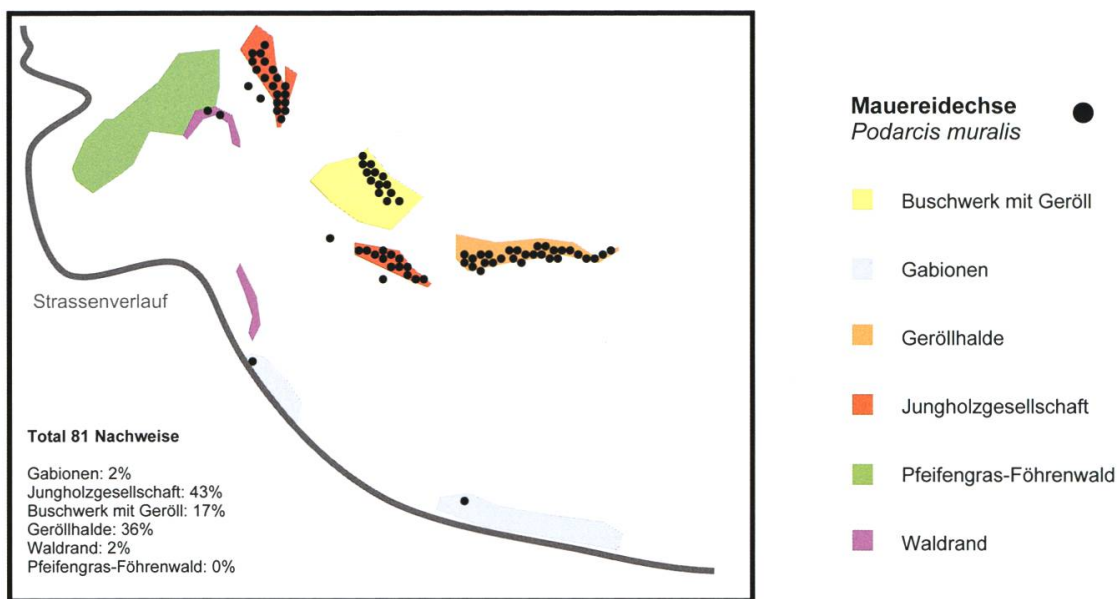 Strassenverlauf
Total 81 Nachweise
Gabionen: 2%
Jungholzgesellschaft: 43%
Buschwerk mit Geröll: 17%
Geröllhalde: 36%
Waldrand: 2%
Pfeifengras-Föhrenwald: 0%
Mauereidechse
Podarcis muralis
Buschwerk mit Geröll
Gabionen
Geröllhalde
Jungholzgesellschaft
Pfeifengras-Föhrenwald
Waldrand